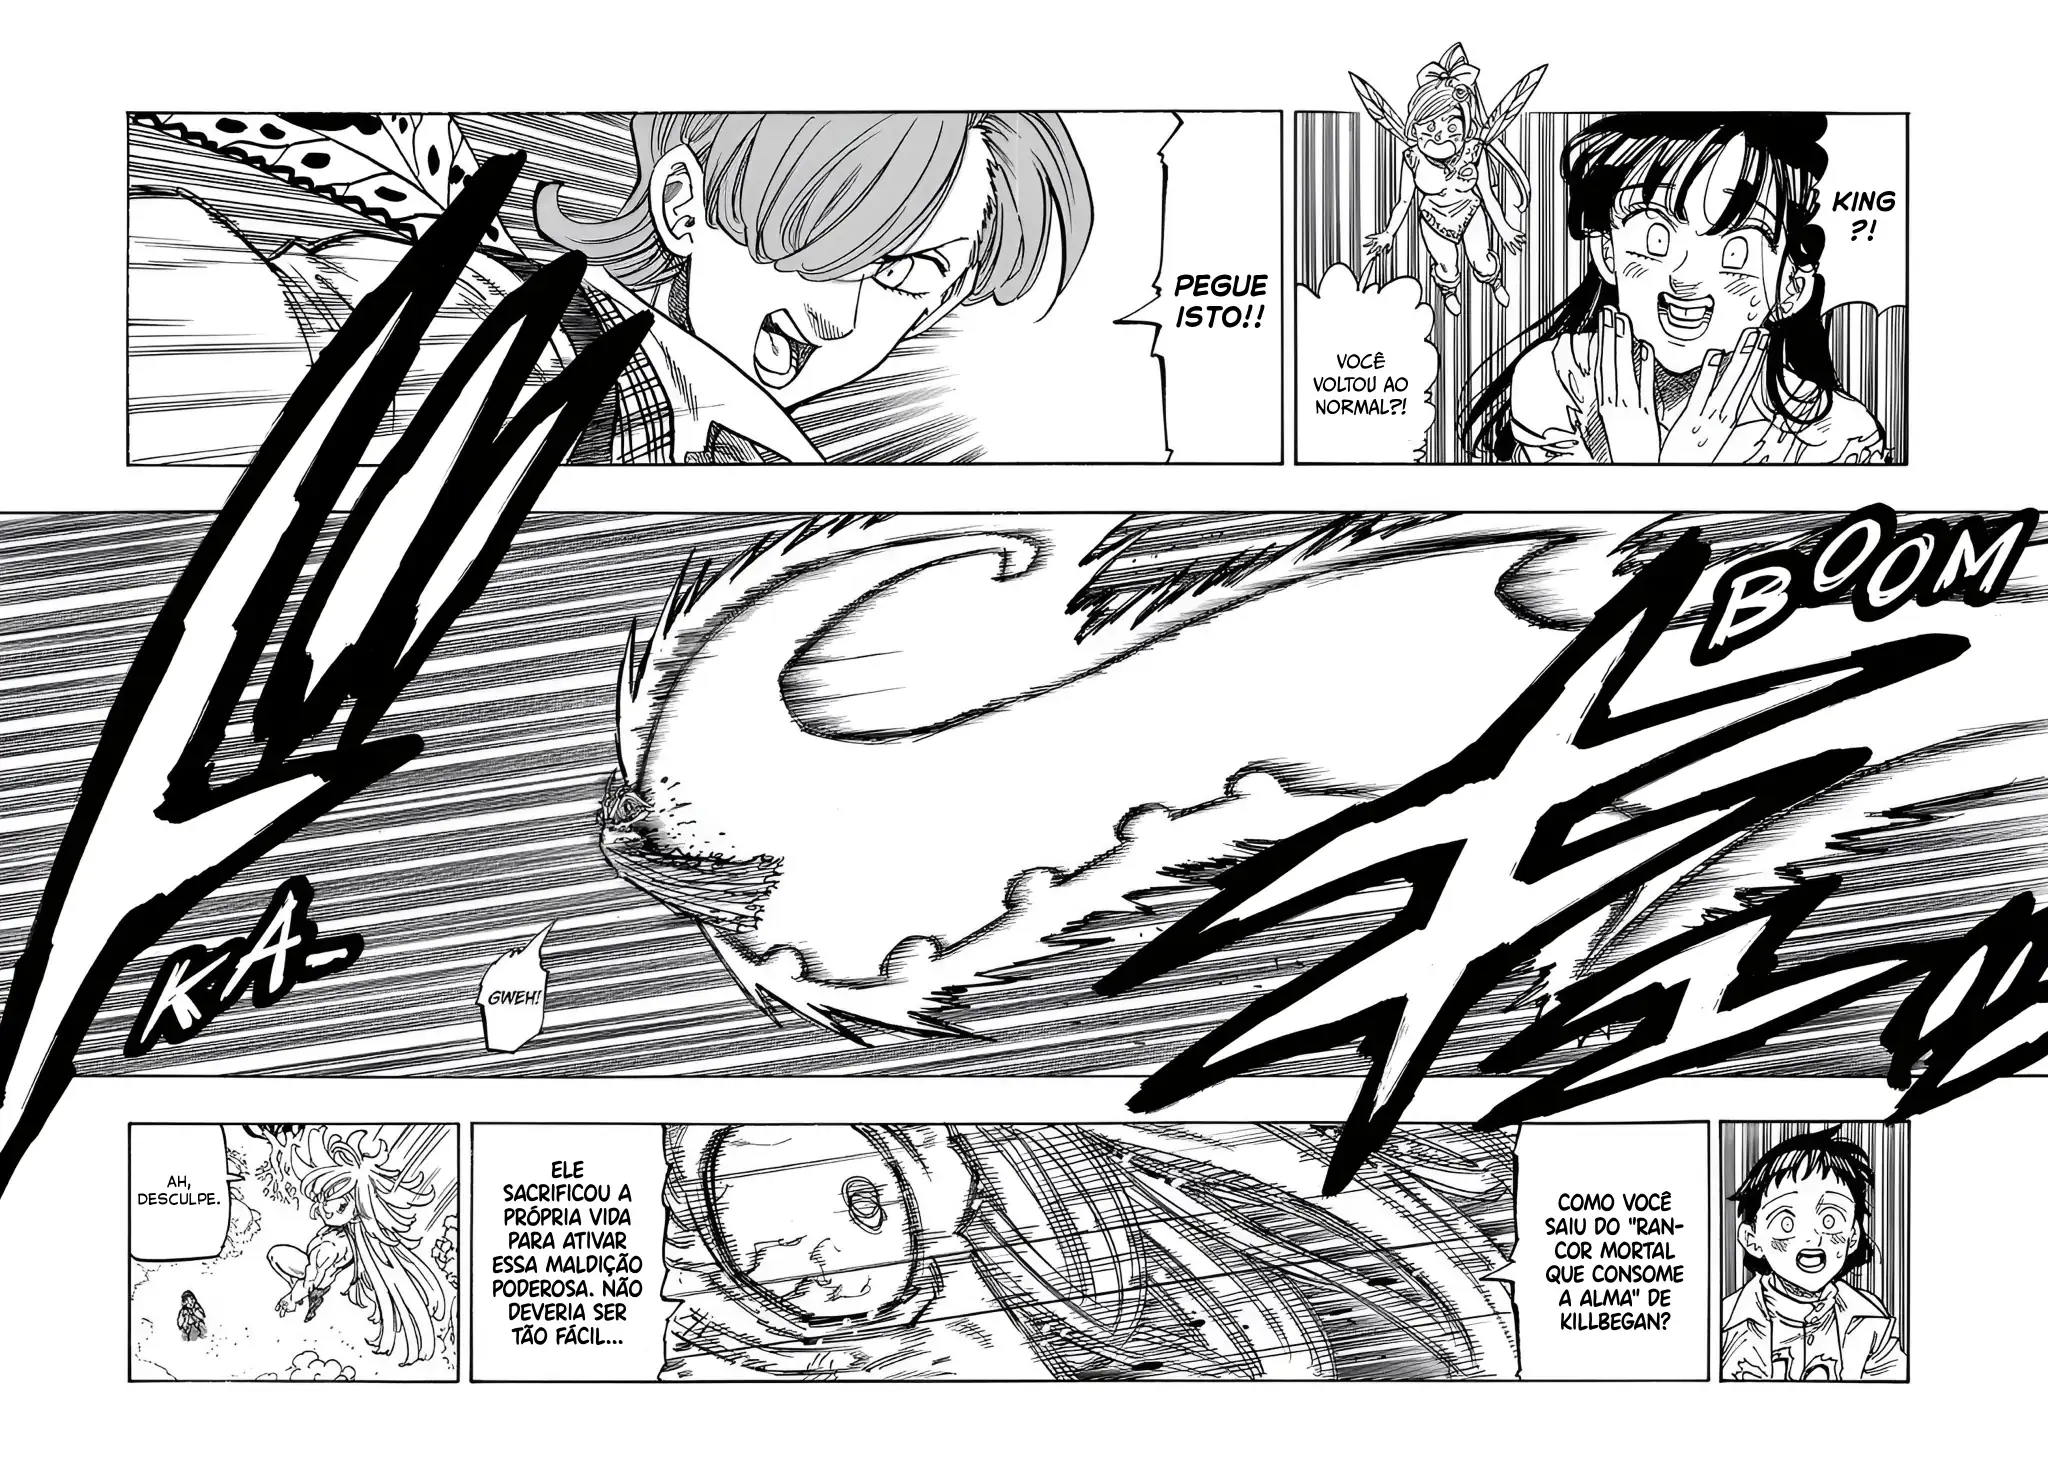 KING
?!
VOCÊ
VOLTOU AO
NORMAL?!
PEGUE
ISTO!!
BOOM
KA-
GWEH!
COMO VOCÊ
SAIU DO "RAN-
COR MORTAL
QUE CONSOME
A ALMA" DE
KILLBEGAN?
ELE
SACRIFICOU A
PRÓPRIA VIDA
PARA ATIVAR
ESSA MALDIÇÃO
PODEROSA. NÃO
DEVERIA SER
TÃO FÁCIL...
AH,
DESCULPE.